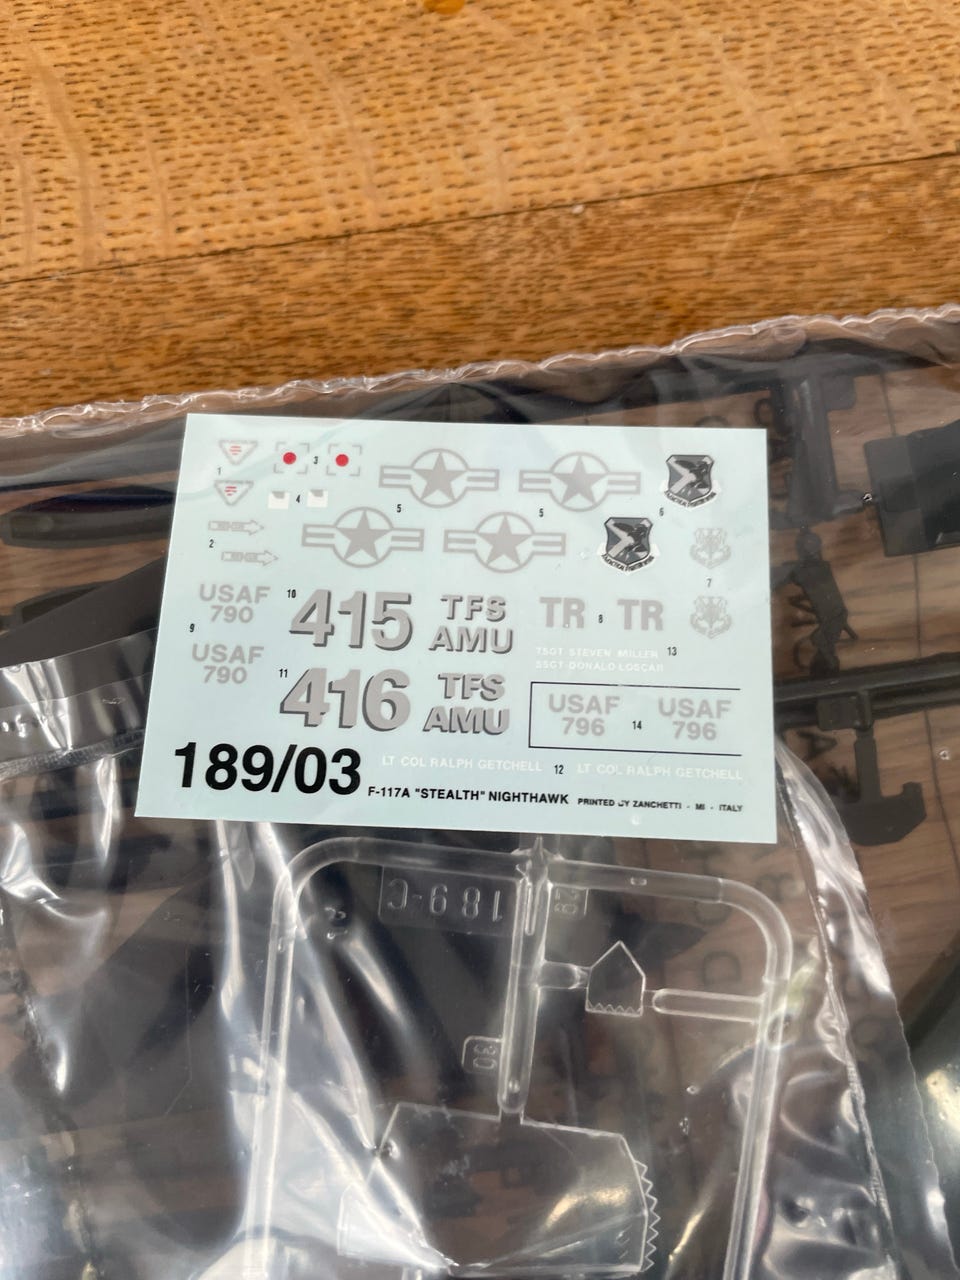 1
3
4
5
5
6
2
7
USAF
790
10
415 TFS
AMU
TR 8 TR
9
USAF
790
TSGT STEVEN MILLER 13
SSGT DONALD LOSCAR
11
416 TFS
AMU
USAF
796
14
USAF
796
189/03
LT COL RALPH GETCHELL 12 LT COL RALPH GETCHELL
F-117A "STEALTH" NIGHTHAWK PRINTED BY ZANCHETTI - MI - ITALY
189-C